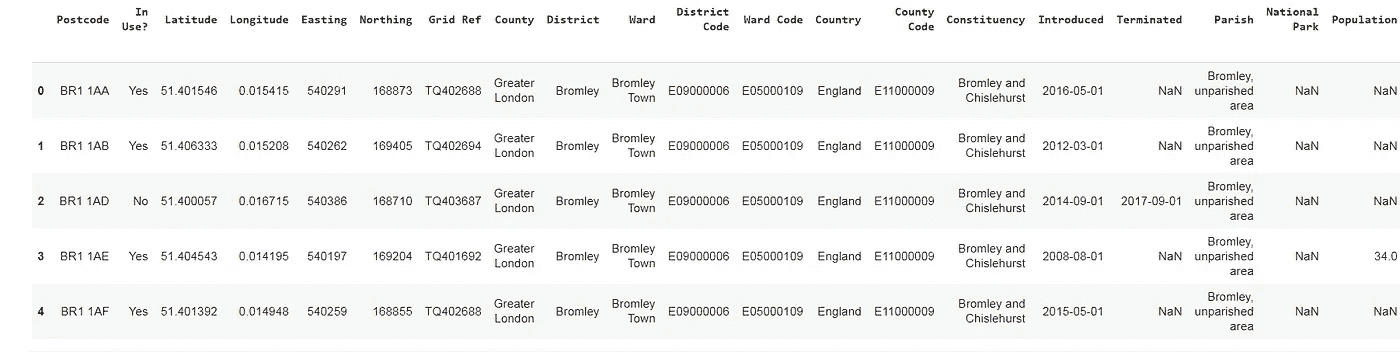 Postcode In Use? Latitude Longitude Easting Northing Grid Ref County District Ward District Code Ward Code Country County Code Constituency Introduced Terminated Parish National Park Population
0 BR1 1AA Yes 51.401546 0.015415 540291 168873 TQ402688 Greater London Bromley Bromley Town E09000006 E05000109 England E11000009 Bromley and Chislehurst 2016-05-01 NaN Bromley, unparished area NaN NaN
1 BR1 1AB Yes 51.406333 0.015208 540262 169405 TQ402694 Greater London Bromley Bromley Town E09000006 E05000109 England E11000009 Bromley and Chislehurst 2012-03-01 NaN Bromley, unparished area NaN NaN
2 BR1 1AD No 51.400057 0.016715 540386 168710 TQ403687 Greater London Bromley Bromley Town E09000006 E05000109 England E11000009 Bromley and Chislehurst 2014-09-01 2017-09-01 Bromley, unparished area NaN NaN
3 BR1 1AE Yes 51.404543 0.014195 540197 169204 TQ401692 Greater London Bromley Bromley Town E09000006 E05000109 England E11000009 Bromley and Chislehurst 2008-08-01 NaN Bromley, unparished area NaN 34.0
4 BR1 1AF Yes 51.401392 0.014948 540259 168855 TQ402688 Greater London Bromley Bromley Town E09000006 E05000109 England E11000009 Bromley and Chislehurst 2015-05-01 NaN Bromley, unparished area NaN NaN